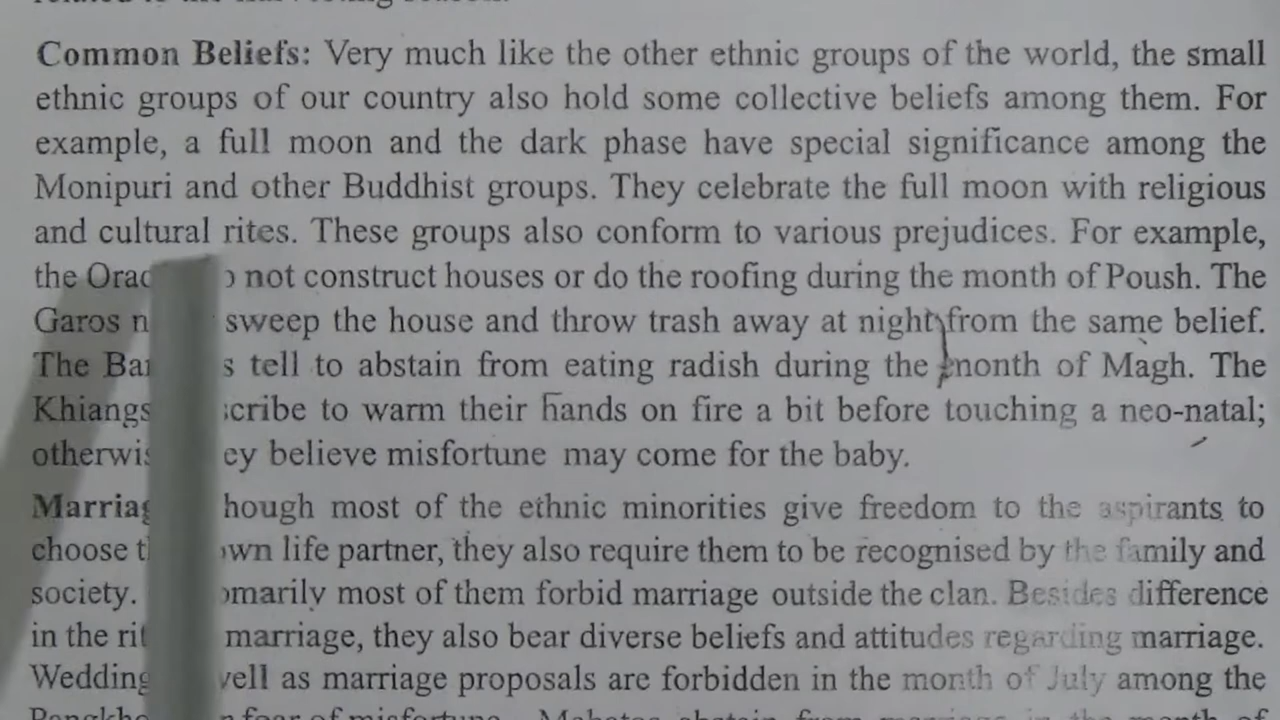 Common Beliefs: Very much like the other ethnic groups of the world, the small
ethnic groups of our country also hold some collective beliefs among them. For
example, a full moon and the dark phase have special significance among the
Monipuri and other Buddhist groups. They celebrate the full moon with religious
and cultural rites. These groups also conform to various prejudices. For example,
the not construct houses or do the roofing during the month of Poush. The
Garos sweep the house and throw trash away at night from the same belief.
The tell to abstain from eating radish during the month of Magh. The
Khiangs to warm their hands on fire a bit before touching a neo-natal;
believe misfortune may come for the baby.
most of the ethnic minorities give freedom to the aspirants to
choose life partner, they also require them to be recognised by the family and
society. most of them forbid marriage outside the clan. Besides difference
in the marriage, they also bear diverse beliefs and attitudes regarding marriage.
as marriage proposals are forbidden in the month of July among the